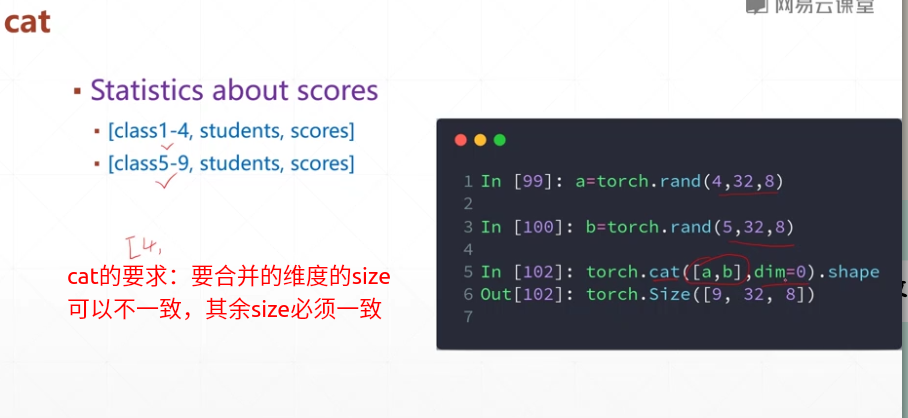 网易云课堂
cat
▪ Statistics about scores
▪ [class1-4, students, scores]
▪ [class5-9, students, scores]
[4,
cat的要求：要合并的维度的size
可以不一致，其余size必须一致
1 In [99]: a=torch.rand(4,32,8)
2
3 In [100]: b=torch.rand(5,32,8)
4
5 In [102]: torch.cat([a,b],dim=0).shape
6 Out[102]: torch.Size([9, 32, 8])
7